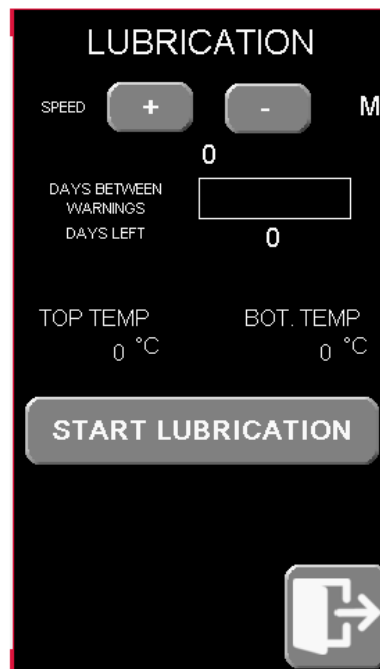 LUBRICATION
SPEED + - M
0
DAYS BETWEEN
WARNINGS
DAYS LEFT 0
TOP TEMP BOT. TEMP
0 °C 0 °C
START LUBRICATION